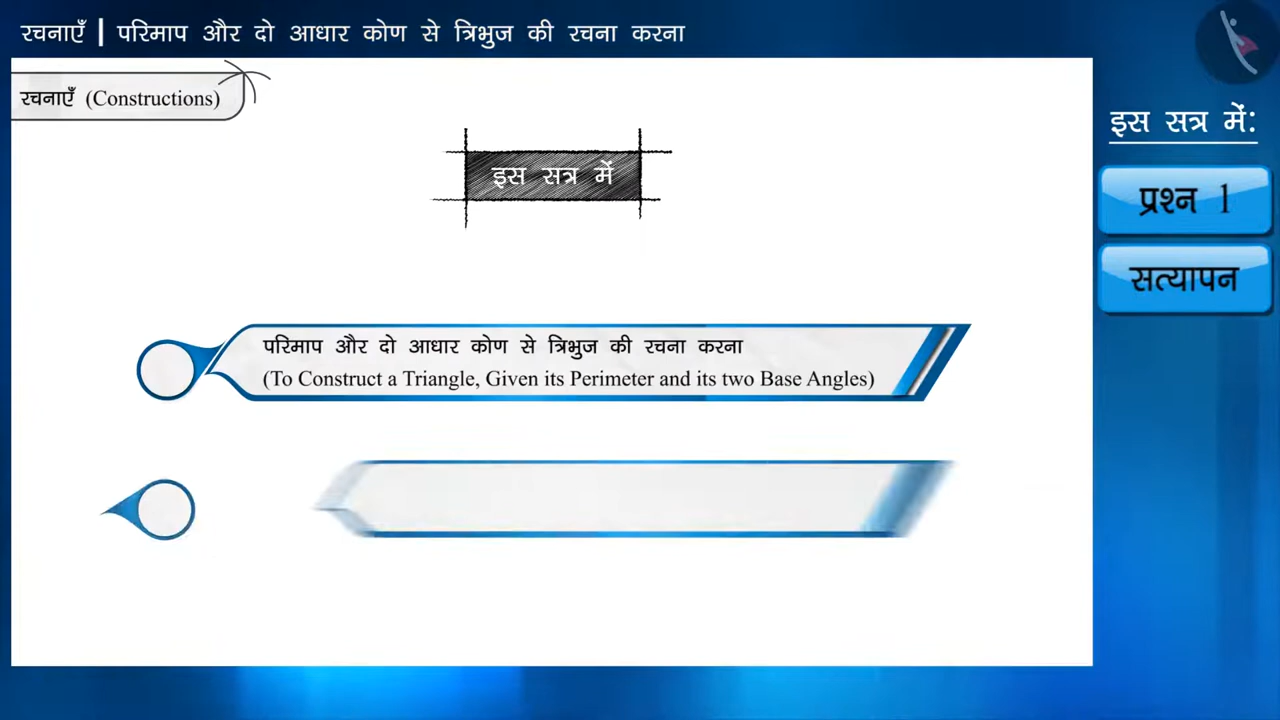 रचनाएँ | परिमाप और दो आधार कोण से त्रिभुज की रचना करना
रचनाएँ (Constructions)
इस सत्र में
परिमाप और दो आधार कोण से त्रिभुज की रचना करना
(To Construct a Triangle, Given its Perimeter and its two Base Angles)
इस सत्र में:
प्रश्न 1
सत्यापन